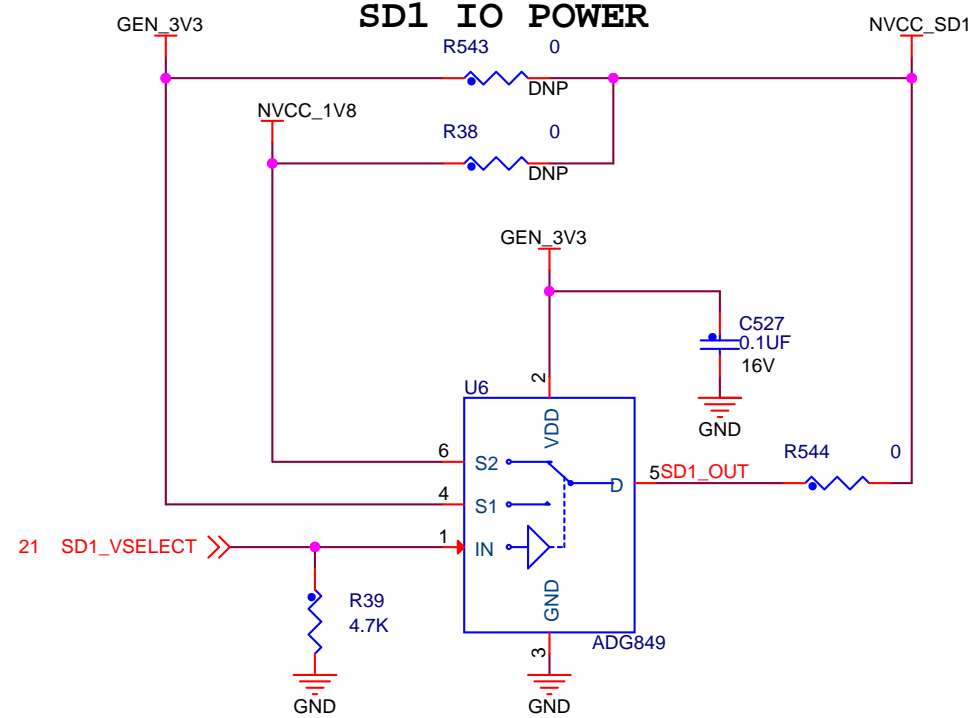 SD1 IO POWER
GEN_3V3
NVCC_SD1
R543 0
DNP
NVCC_1V8
R38 0
DNP
GEN_3V3
C527
0.1UF
16V
GND
U6
2
VDD
6 S2
4 S1
1 IN
D 5 SD1_OUT
R544 0
21 SD1_VSELECT
R39
4.7K
GND
GND
3
ADG849
GND